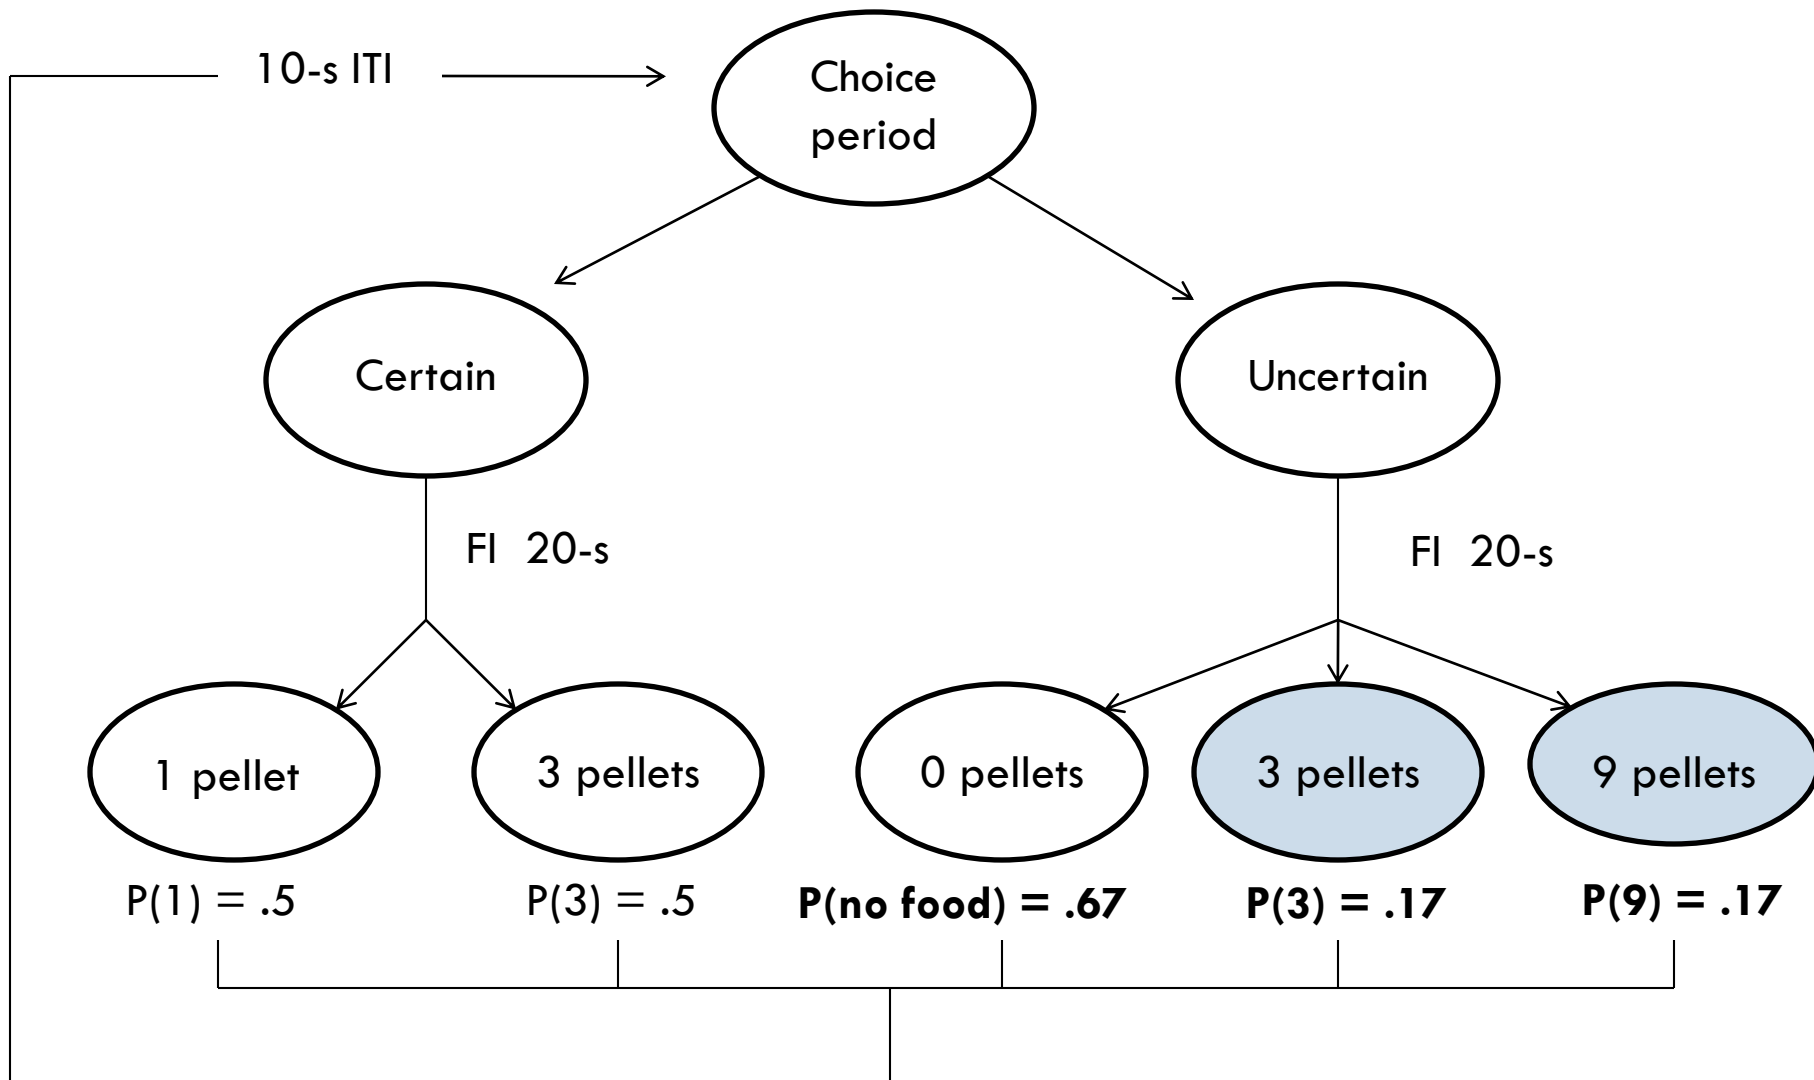 10-s ITI
Choice
period
Certain
Uncertain
FI 20-s
FI 20-s
1 pellet
3 pellets
0 pellets
3 pellets
9 pellets
P(1) = .5
P(3) = .5
P(no food) = .67
P(3) = .17
P(9) = .17